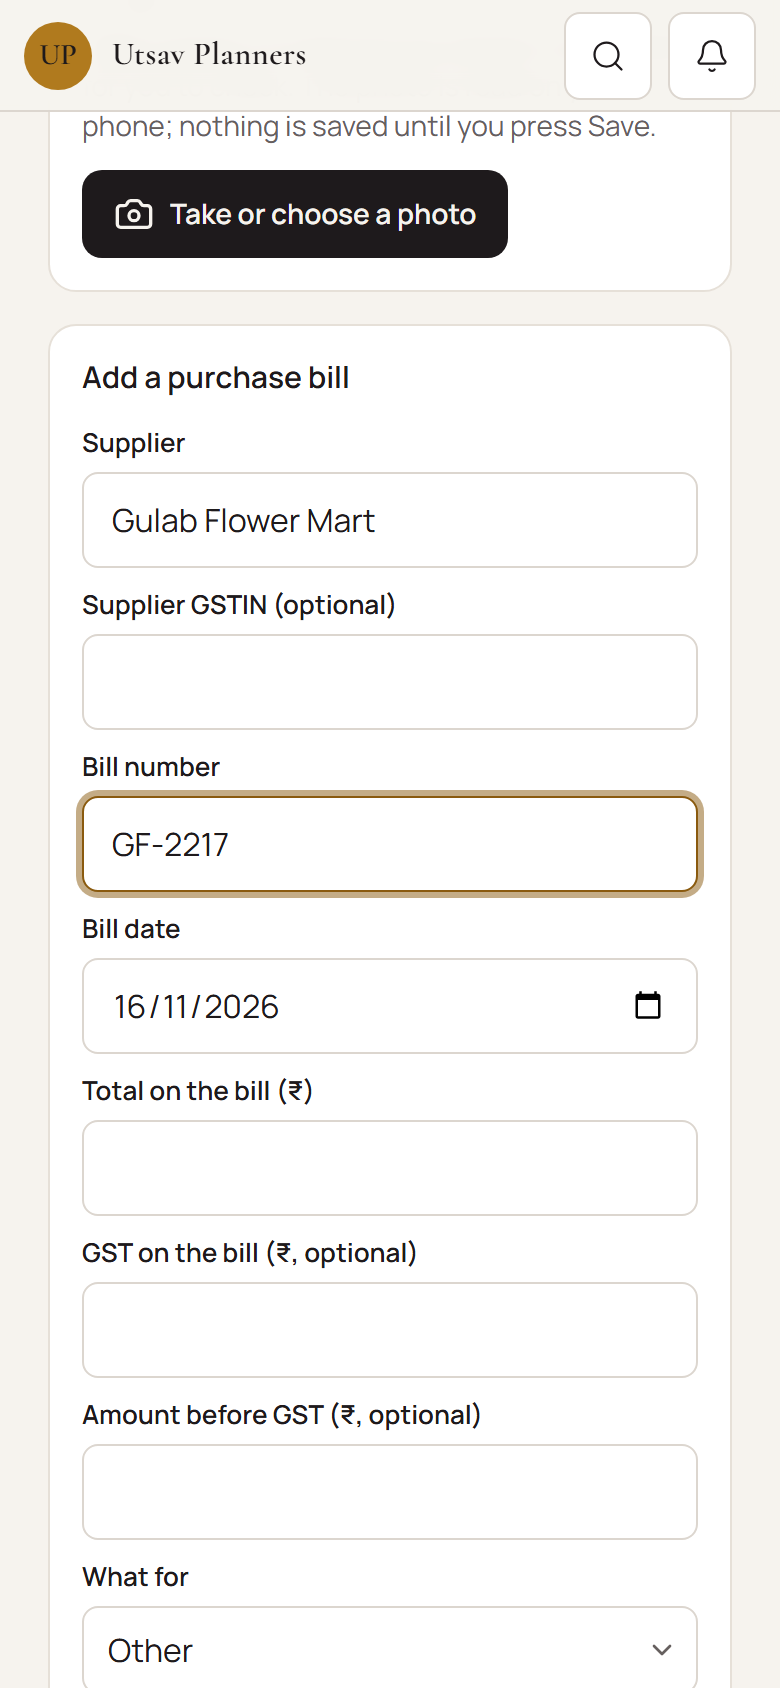 UP
Utsav Planners
phone; nothing is saved until you press Save.
Take or choose a photo
Add a purchase bill
Supplier
Gulab Flower Mart
Supplier GSTIN (optional)
Bill number
GF-2217
Bill date
16/11/2026
Total on the bill (₹)
GST on the bill (₹, optional)
Amount before GST (₹, optional)
What for
Other